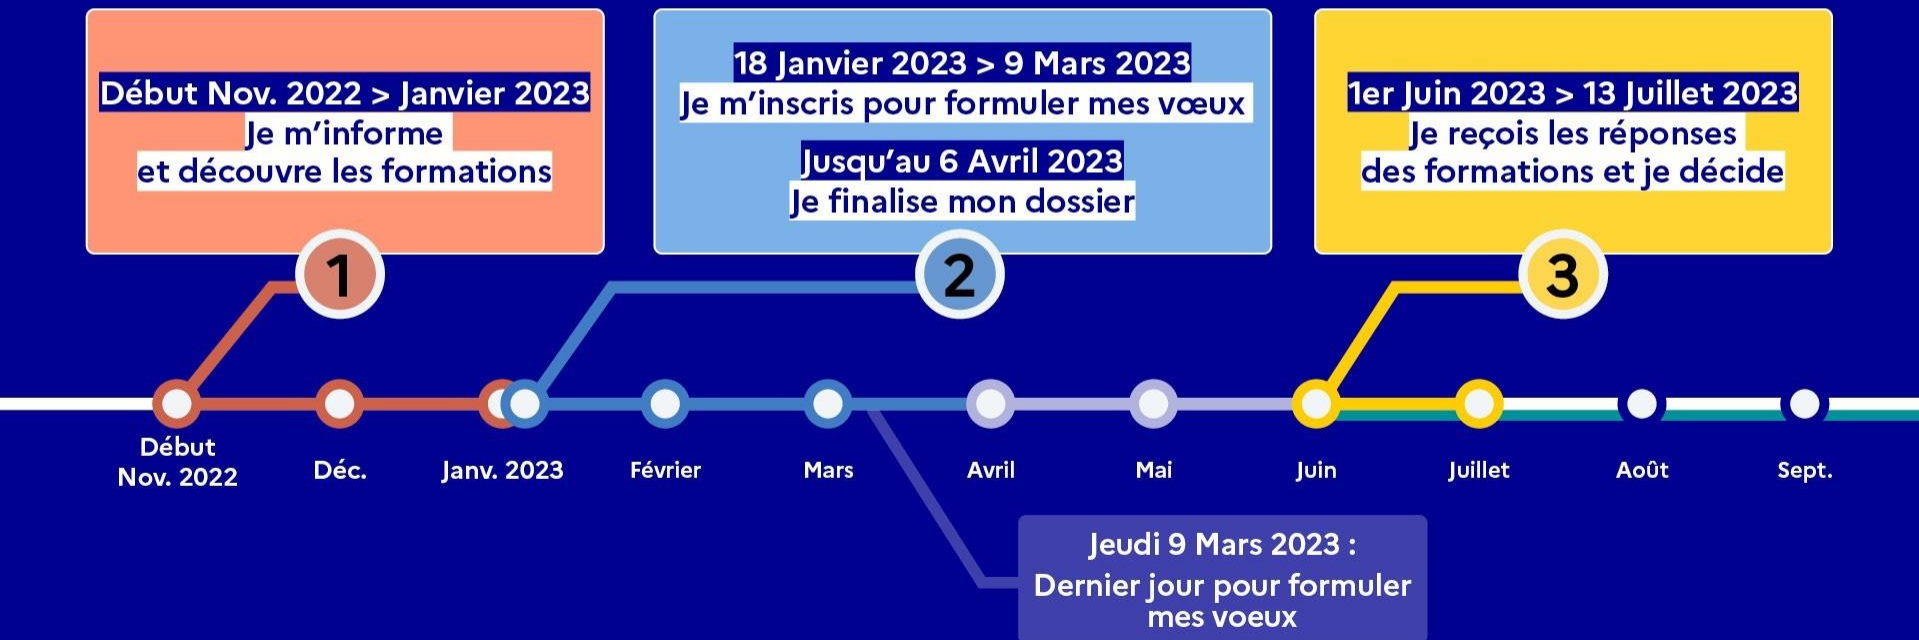 Début Nov. 2022 > Janvier 2023
Je m’informe
et découvre les formations
1
18 Janvier 2023 > 9 Mars 2023
Je m’inscris pour formuler mes vœux
Jusqu’au 6 Avril 2023
Je finalise mon dossier
2
1er Juin 2023 > 13 Juillet 2023
Je reçois les réponses
des formations et je décide
3
Début
Nov. 2022
Déc.
Janv. 2023
Février
Mars
Avril
Mai
Juin
Juillet
Août
Sept.
Jeudi 9 Mars 2023 :
Dernier jour pour formuler
mes voeux